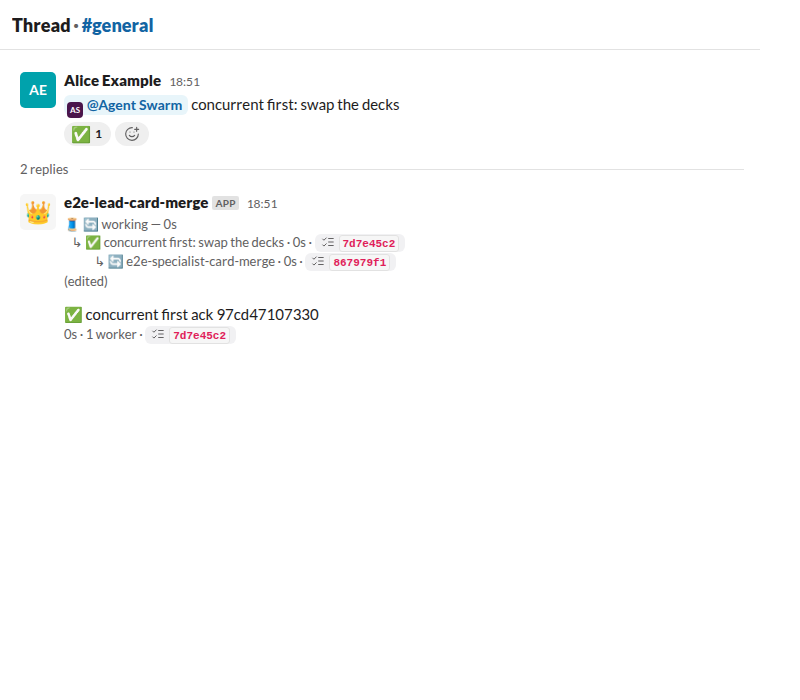 Thread · #general
AE
Alice Example 18:51
AS @Agent Swarm concurrent first: swap the decks
✅ 1
2 replies
e2e-lead-card-merge APP 18:51
🧵 🔄 working — 0s
↳ ✅ concurrent first: swap the decks · 0s · 7d7e45c2
↳ 🔄 e2e-specialist-card-merge · 0s · 867979f1
(edited)
✅ concurrent first ack 97cd47107330
0s · 1 worker · 7d7e45c2